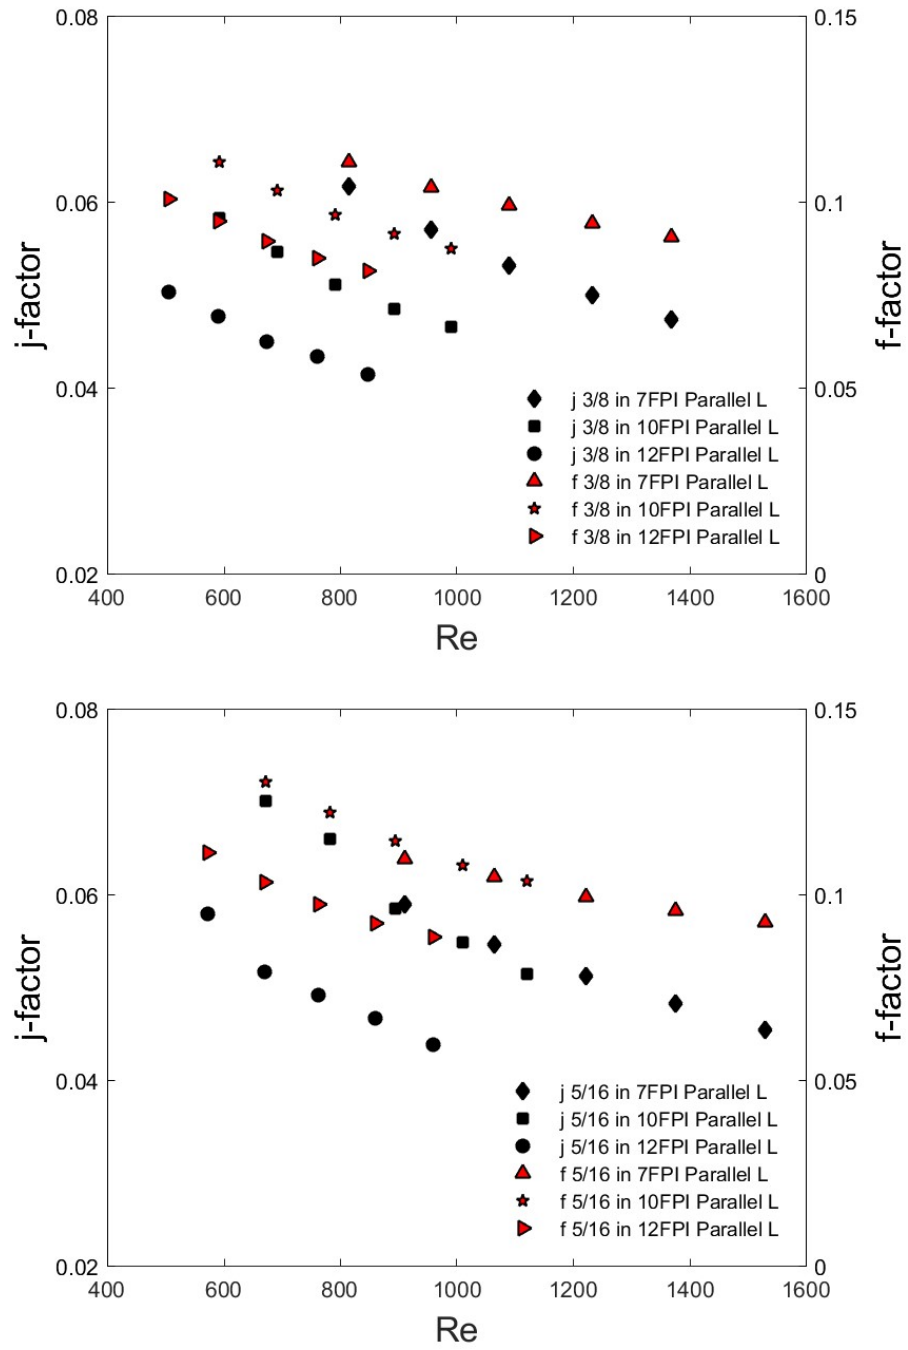 0.08
0.15
0.06
0.1
j-factor
f-factor
0.04
0.05
j 3/8 in 7FPI Parallel L
j 3/8 in 10FPI Parallel L
j 3/8 in 12FPI Parallel L
f 3/8 in 7FPI Parallel L
f 3/8 in 10FPI Parallel L
f 3/8 in 12FPI Parallel L
0.02
0
400 600 800 1000 1200 1400 1600
Re
0.08
0.15
0.06
0.1
j-factor
f-factor
0.04
0.05
j 5/16 in 7FPI Parallel L
j 5/16 in 10FPI Parallel L
j 5/16 in 12FPI Parallel L
f 5/16 in 7FPI Parallel L
f 5/16 in 10FPI Parallel L
f 5/16 in 12FPI Parallel L
0.02
0
400 600 800 1000 1200 1400 1600
Re